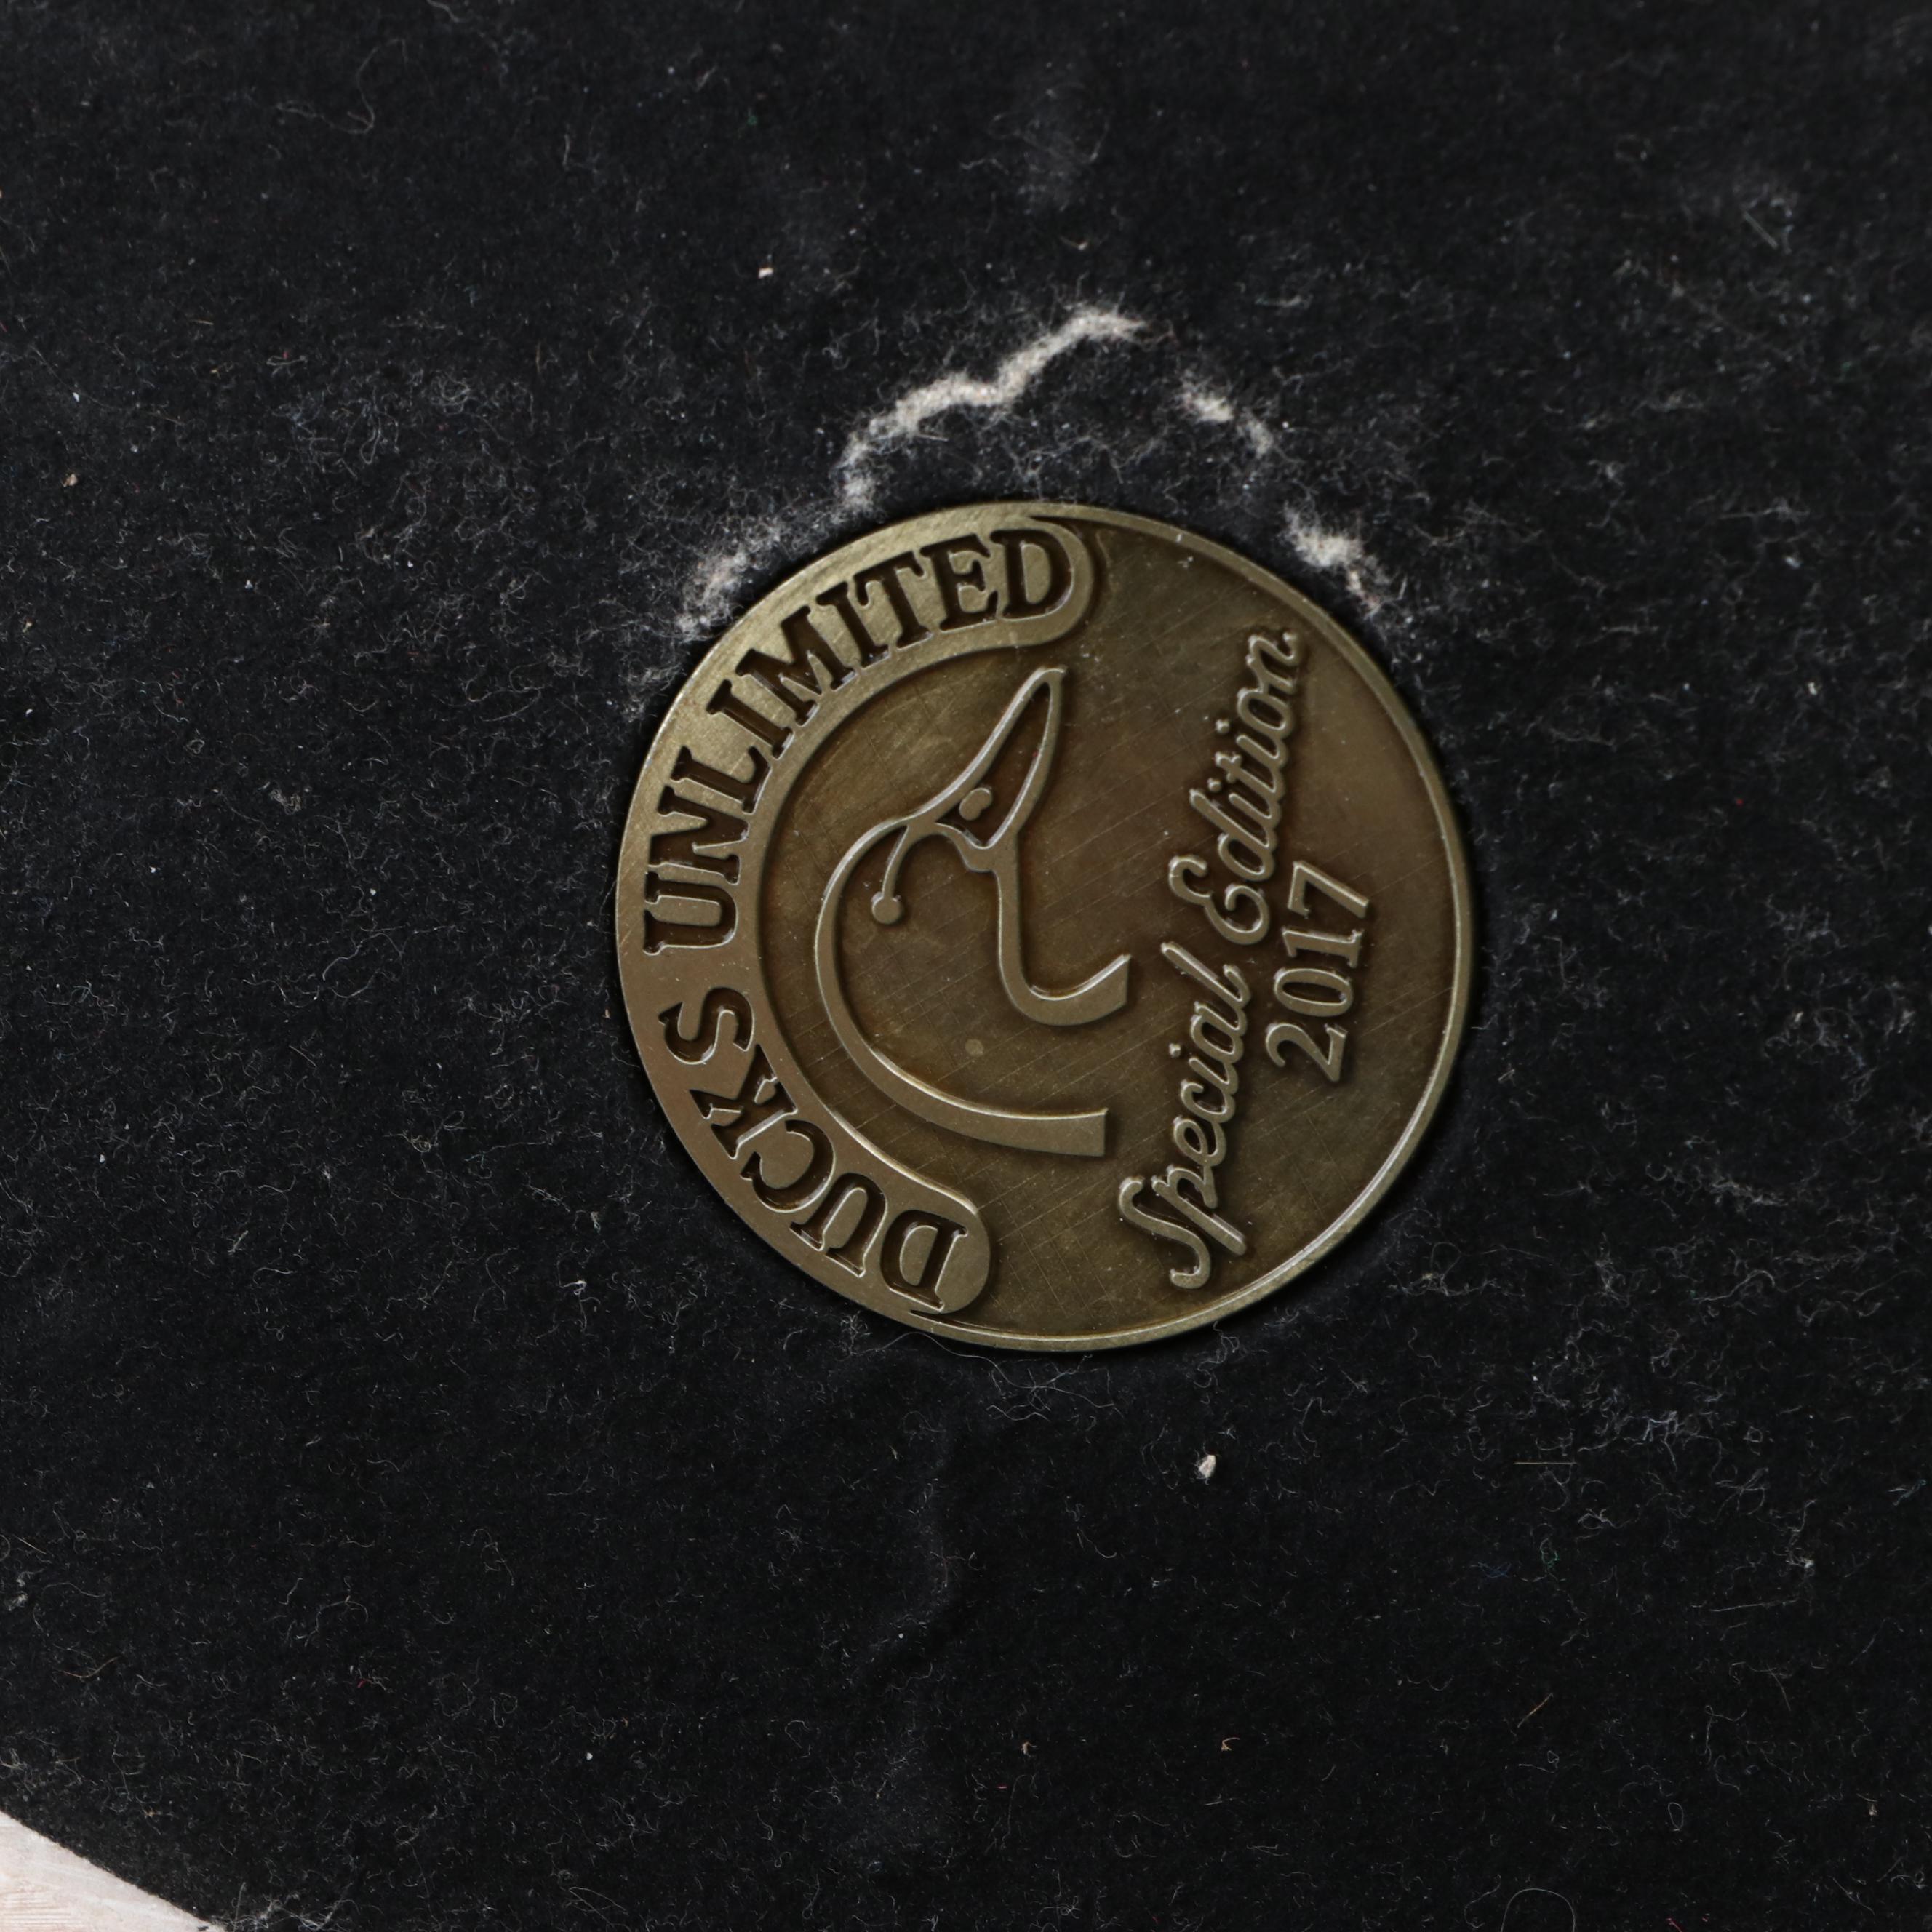 DUCKS UNLIMITED
Special Edition
2017